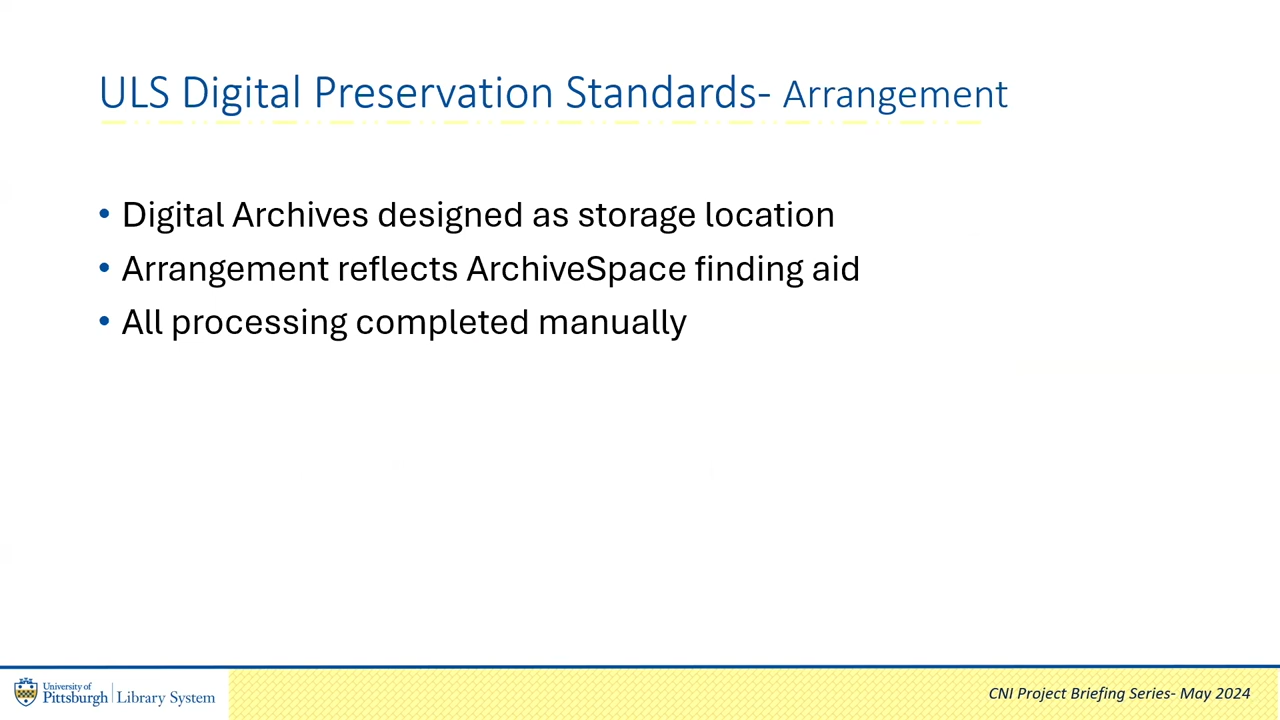 ULS Digital Preservation Standards- Arrangement
• Digital Archives designed as storage location
• Arrangement reflects ArchiveSpace finding aid
• All processing completed manually
University of
Pittsburgh | Library System
CNI Project Briefing Series- May 2024